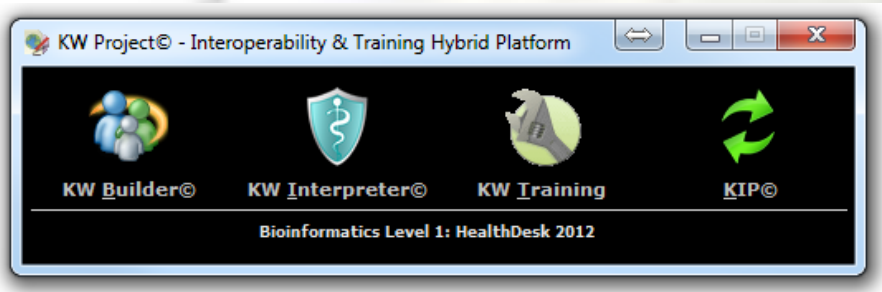 KW Project© - Interoperability & Training Hybrid Platform
KW Builder© KW Interpreter© KW Training KIP©
Bioinformatics Level 1: HealthDesk 2012